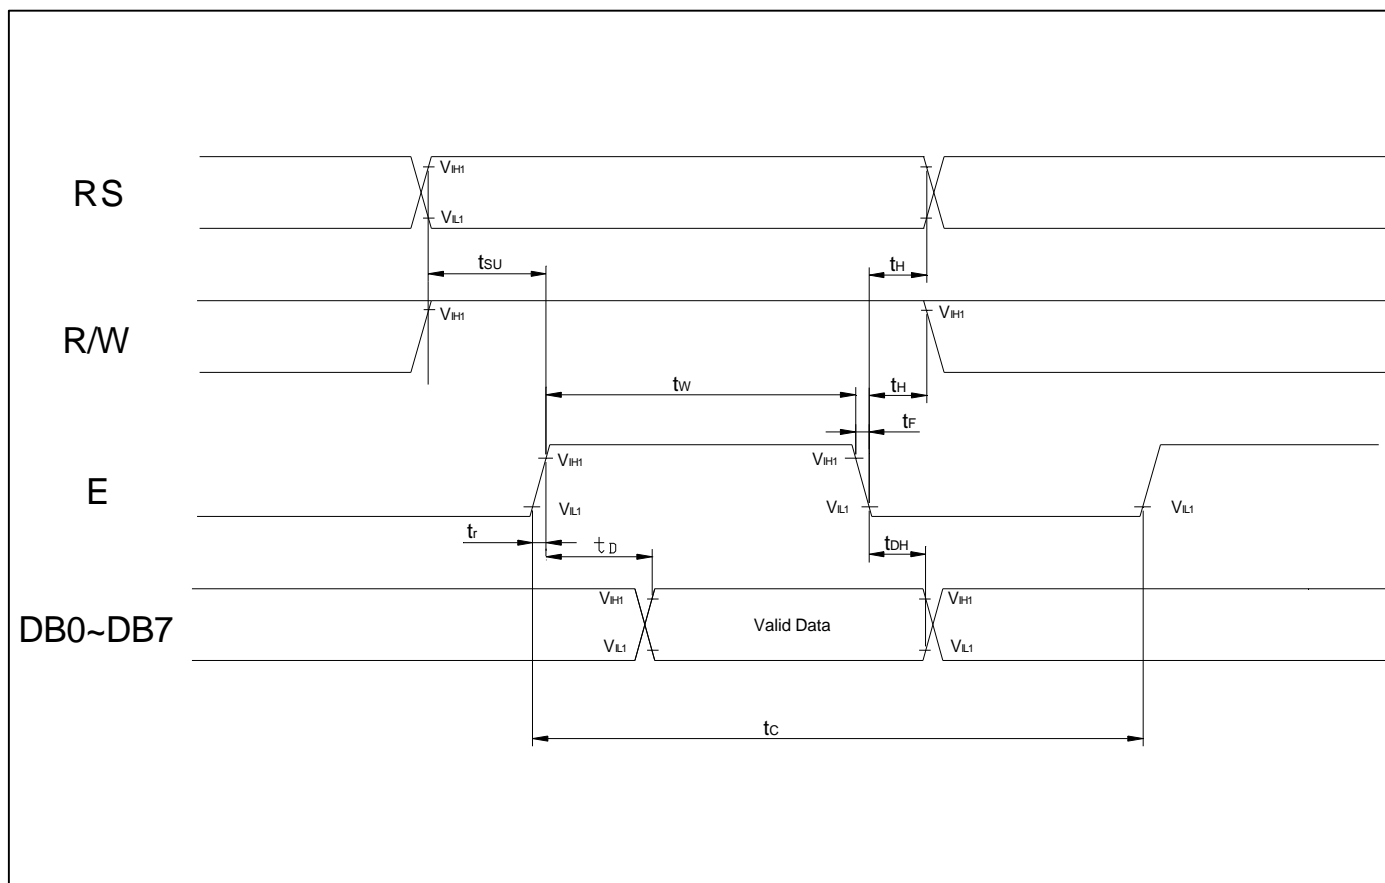 RS
VIH1
VIL1
tSU
tH
R/W
VIH1
VIH1
tW
tH
tF
E
VIH1
VIH1
VIL1
VIL1
VIL1
tr
tD
tDH
DB0~DB7
VIH1
VIH1
Valid Data
VIL1
VIL1
tC